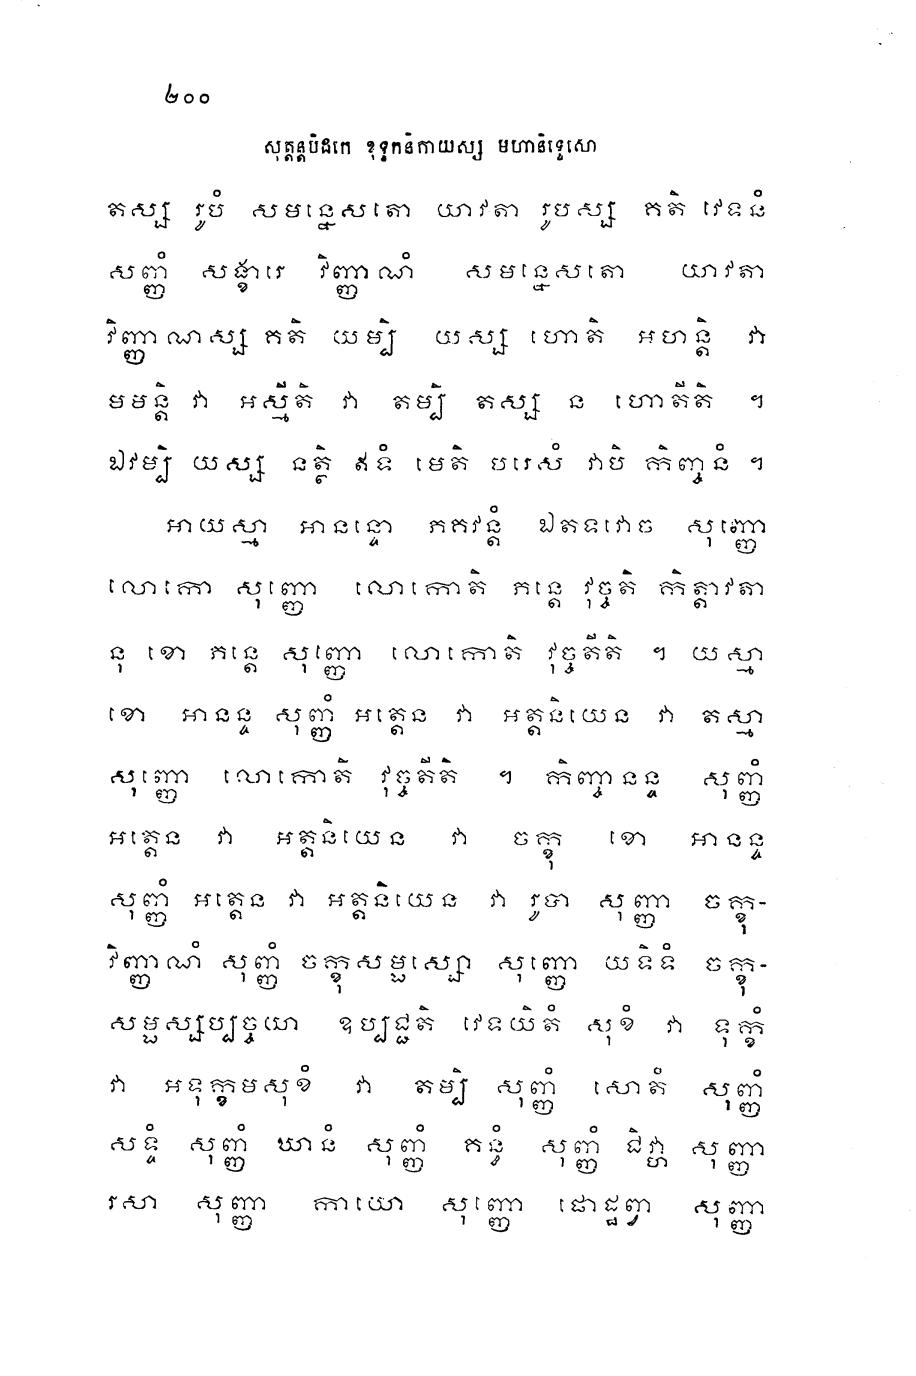 ២០០
សុត្តន្តបិដកេ ខុទ្ទកនិកាយស្ស មហានិទ្ទេសោ
តស្ស រូបំ សមន្នេសតោ យាវតា រូបស្ស គតិ វេទនំ
សញ្ញំ សង្ខារេ វិញ្ញាណំ សមន្នេសតោ យាវតា
វិញ្ញាណស្ស គតិ យម្បិ យស្ស ហោតិ អហន្តិ វា
មមន្តិ វា អស្មីតិ វា តម្បិ តស្ស ន ហោតីតិ ។
ឯវម្បិ យស្ស នត្ថិ ឥទំ មេតិ បរេសំ វាបិ កិញ្ចនំ ។
អាយស្មា អានន្ទោ ភគវន្តំ ឯតទវោច សុញ្ញោ
លោកោ សុញ្ញោ លោកោតិ ភន្តេ វុច្ចតិ កិត្តាវតា
នុ ខោ ភន្តេ សុញ្ញោ លោកោតិ វុច្ចតីតិ ។ យស្មា
ខោ អានន្ទ សុញ្ញំ អត្តេន វា អត្តនិយេន វា តស្មា
សុញ្ញោ លោកោតិ វុច្ចតីតិ ។ កិញ្ចានន្ទ សុញ្ញំ
អត្តេន វា អត្តនិយេន វា ចក្ខុ ខោ អានន្ទ
សុញ្ញំ អត្តេន វា អត្តនិយេន វា រូបា សុញ្ញា ចក្ខុ-
វិញ្ញាណំ សុញ្ញំ ចក្ខុសម្ផស្សោ សុញ្ញោ យទិទំ ចក្ខុ-
សម្ផស្សប្បច្ចយា ឧប្បជ្ជតិ វេទយិតំ សុខំ វា ទុក្ខំ
វា អទុក្ខមសុខំ វា តម្បិ សុញ្ញំ សោតំ សុញ្ញំ
សទ្ទំ សុញ្ញំ ឃានំ សុញ្ញំ គន្ធំ សុញ្ញំ ជិវ្ហា សុញ្ញា
រសា សុញ្ញា កាយោ សុញ្ញោ ផោដ្ឋព្វា សុញ្ញា